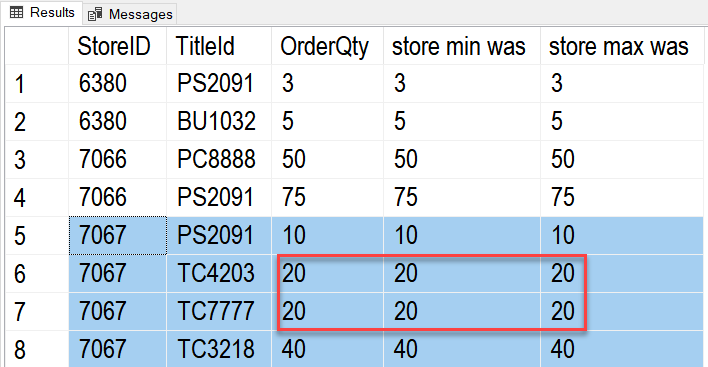 Results Messages
StoreID TitleId OrderQty store min was store max was
1 6380 PS2091 3 3 3
2 6380 BU1032 5 5 5
3 7066 PC8888 50 50 50
4 7066 PS2091 75 75 75
5 7067 PS2091 10 10 10
6 7067 TC4203 20 20 20
7 7067 TC7777 20 20 20
8 7067 TC3218 40 40 40